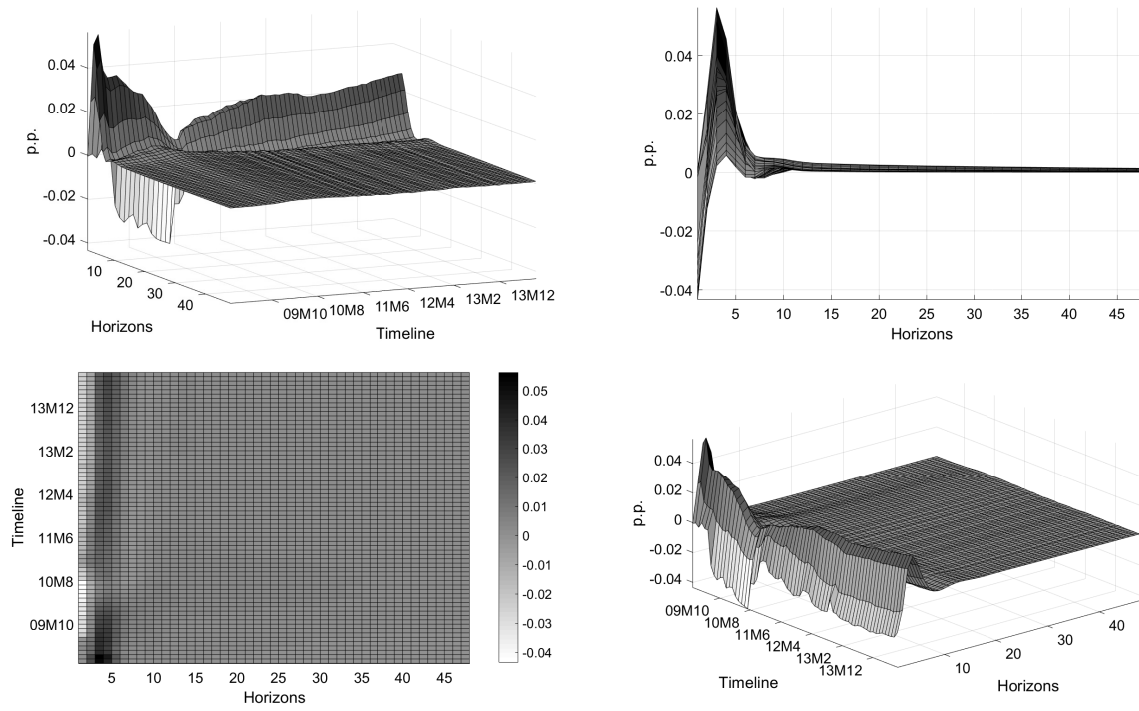 0.04
0.02
0
-0.02
-0.04
p.p.
10
20
30
40
Horizons
09M10
10M8
11M6
12M4
13M2
13M12
Timeline
0.04
0.02
0
-0.02
-0.04
p.p.
5
10
15
20
25
30
35
40
45
Horizons
13M12
13M2
12M4
11M6
10M8
09M10
Timeline
5
10
15
20
25
30
35
40
45
Horizons
0.05
0.04
0.03
0.02
0.01
0
-0.01
-0.02
-0.03
-0.04
0.04
0.02
0
-0.02
-0.04
p.p.
09M10
10M8
11M6
12M4
13M2
13M12
Timeline
10
20
30
40
Horizons